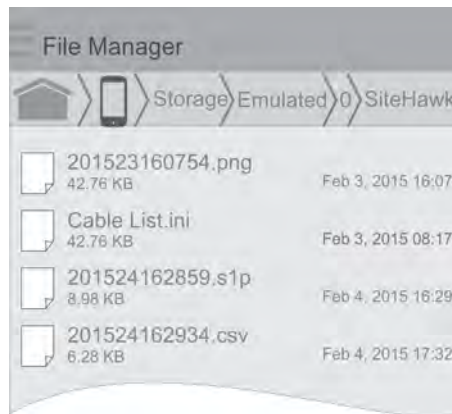 File Manager
Storage Emulated 0 SiteHawk
201523160754.png
42.76 KB Feb 3, 2015 16:07
Cable List.ini
42.76 KB Feb 3, 2015 08:17
201524162859.s1p
8.98 KB Feb 4, 2015 16:29
201524162934.csv
6.28 KB Feb 4, 2015 17:32